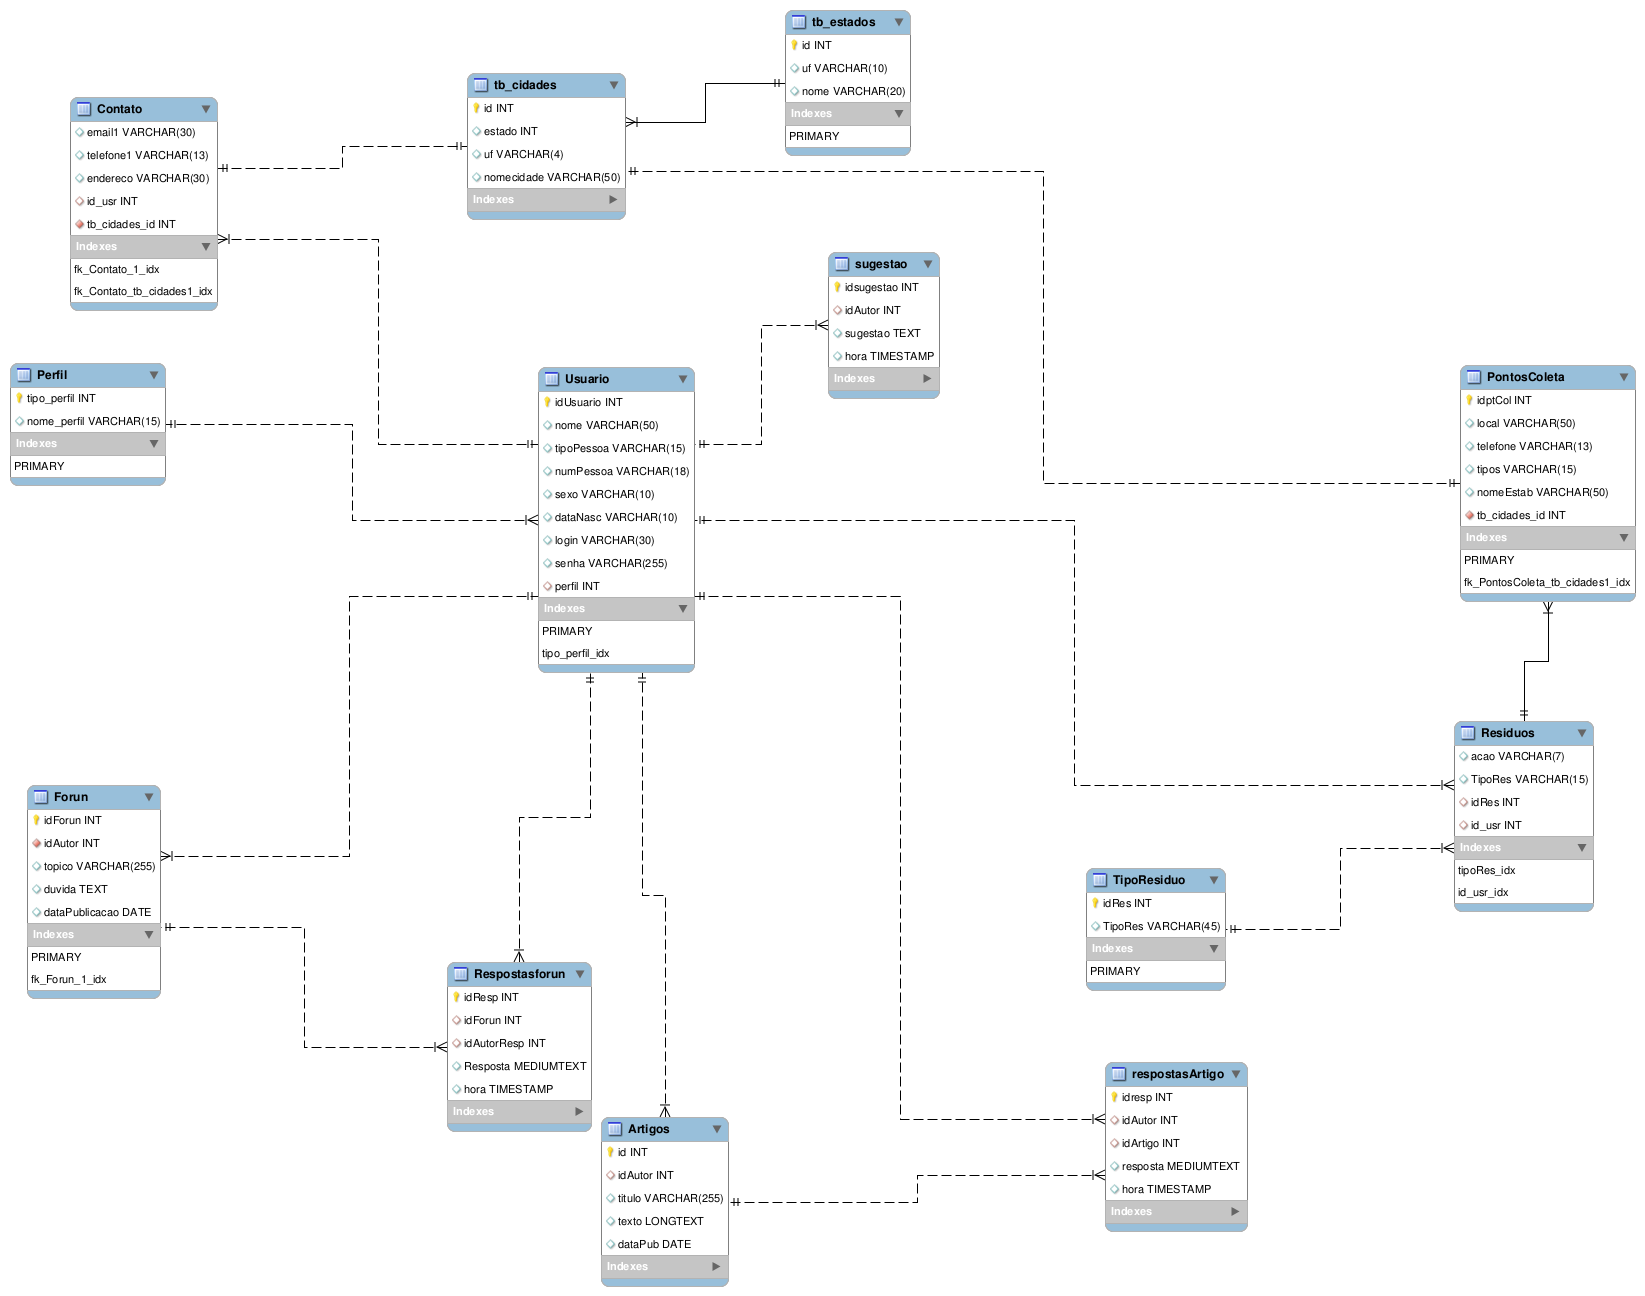 tb_estados
id INT
uf VARCHAR(10)
nome VARCHAR(20)
Indexes
PRIMARY
tb_cidades
id INT
estado INT
uf VARCHAR(4)
nomecidade VARCHAR(50)
Indexes
Contato
email1 VARCHAR(30)
telefone1 VARCHAR(13)
endereco VARCHAR(30)
id_usr INT
tb_cidades_id INT
Indexes
fk_Contato_1_idx
fk_Contato_tb_cidades1_idx
sugestao
idsugestao INT
idAutor INT
sugestao TEXT
hora TIMESTAMP
Indexes
Perfil
tipo_perfil INT
nome_perfil VARCHAR(15)
Indexes
PRIMARY
Usuario
idUsuario INT
nome VARCHAR(50)
tipoPessoa VARCHAR(15)
numPessoa VARCHAR(18)
sexo VARCHAR(10)
dataNasc VARCHAR(10)
login VARCHAR(30)
senha VARCHAR(255)
perfil INT
Indexes
PRIMARY
tipo_perfil_idx
PontosColeta
idptCol INT
local VARCHAR(50)
telefone VARCHAR(13)
tipos VARCHAR(15)
nomeEstab VARCHAR(50)
tb_cidades_id INT
Indexes
PRIMARY
fk_PontosColeta_tb_cidades1_idx
Residuos
acao VARCHAR(7)
TipoRes VARCHAR(15)
idRes INT
id_usr INT
Indexes
tipoRes_idx
id_usr_idx
Forun
idForun INT
idAutor INT
topico VARCHAR(255)
duvida TEXT
dataPublicacao DATE
Indexes
PRIMARY
fk_Forun_1_idx
TipoResiduo
idRes INT
TipoRes VARCHAR(45)
Indexes
PRIMARY
Respostasforun
idResp INT
idForun INT
idAutorResp INT
Resposta MEDIUMTEXT
hora TIMESTAMP
Indexes
respostasArtigo
idresp INT
idAutor INT
idArtigo INT
resposta MEDIUMTEXT
hora TIMESTAMP
Indexes
Artigos
id INT
idAutor INT
titulo VARCHAR(255)
texto LONGTEXT
dataPub DATE
Indexes